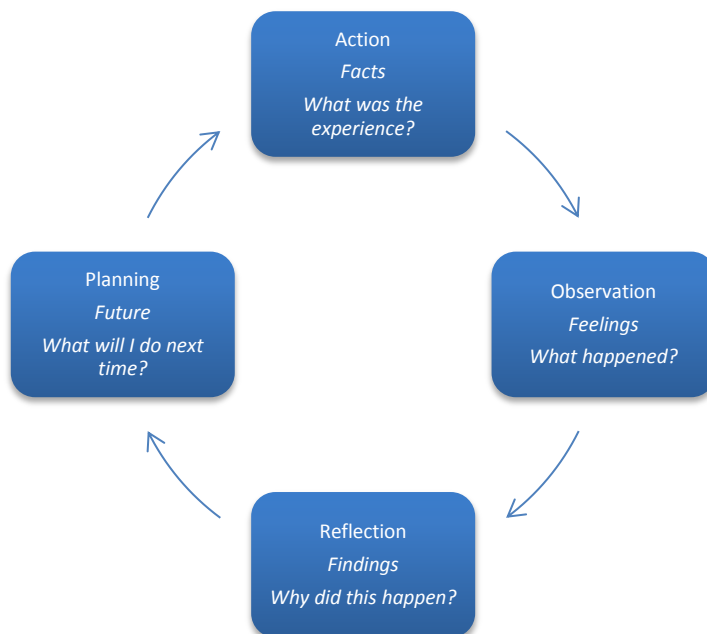 Action
Facts
What was the
experience?
Observation
Feelings
What happened?
Reflection
Findings
Why did this happen?
Planning
Future
What will I do next
time?